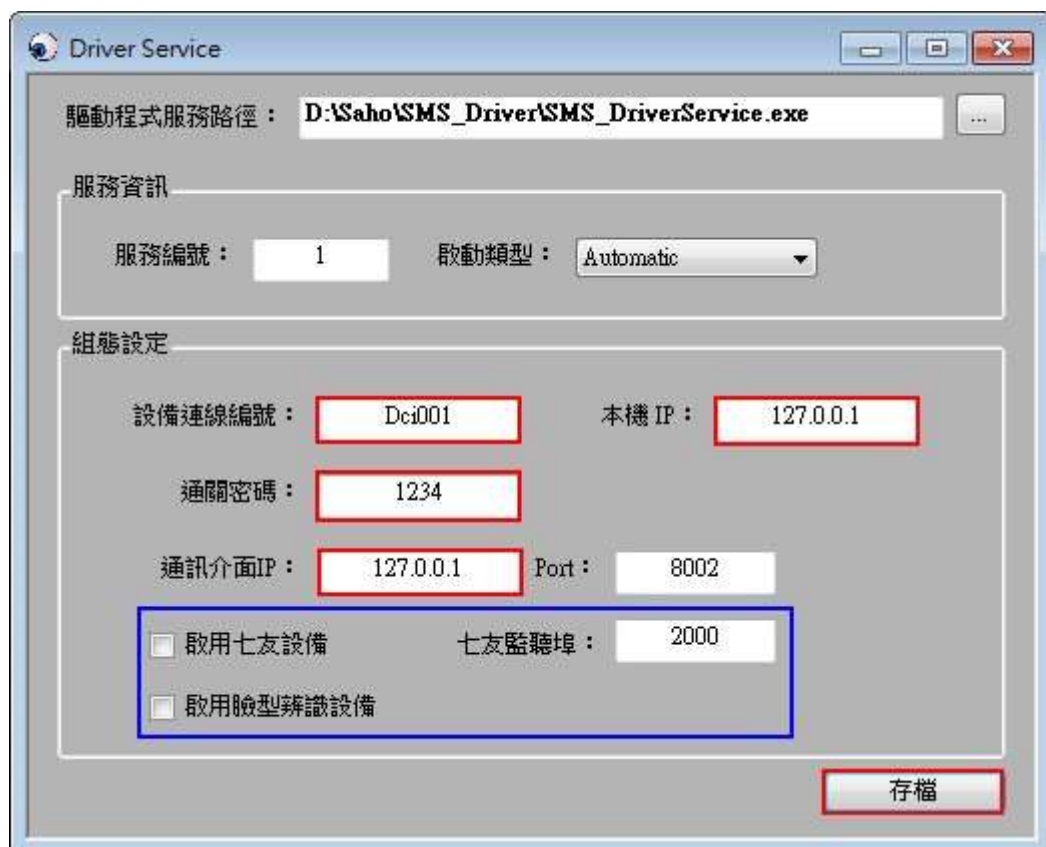 Driver Service
驅動程式服務路徑： D:\Saho\SMS_Driver\SMS_DriverService.exe ...
服務資訊
服務編號： 1 啟動類型： Automatic
組態設定
設備連線編號： Dci001 本機 IP： 127.0.0.1
通關密碼： 1234
通訊介面IP： 127.0.0.1 Port： 8002
啟用七友設備 七友監聽埠： 2000
啟用臉型辨識設備
存檔